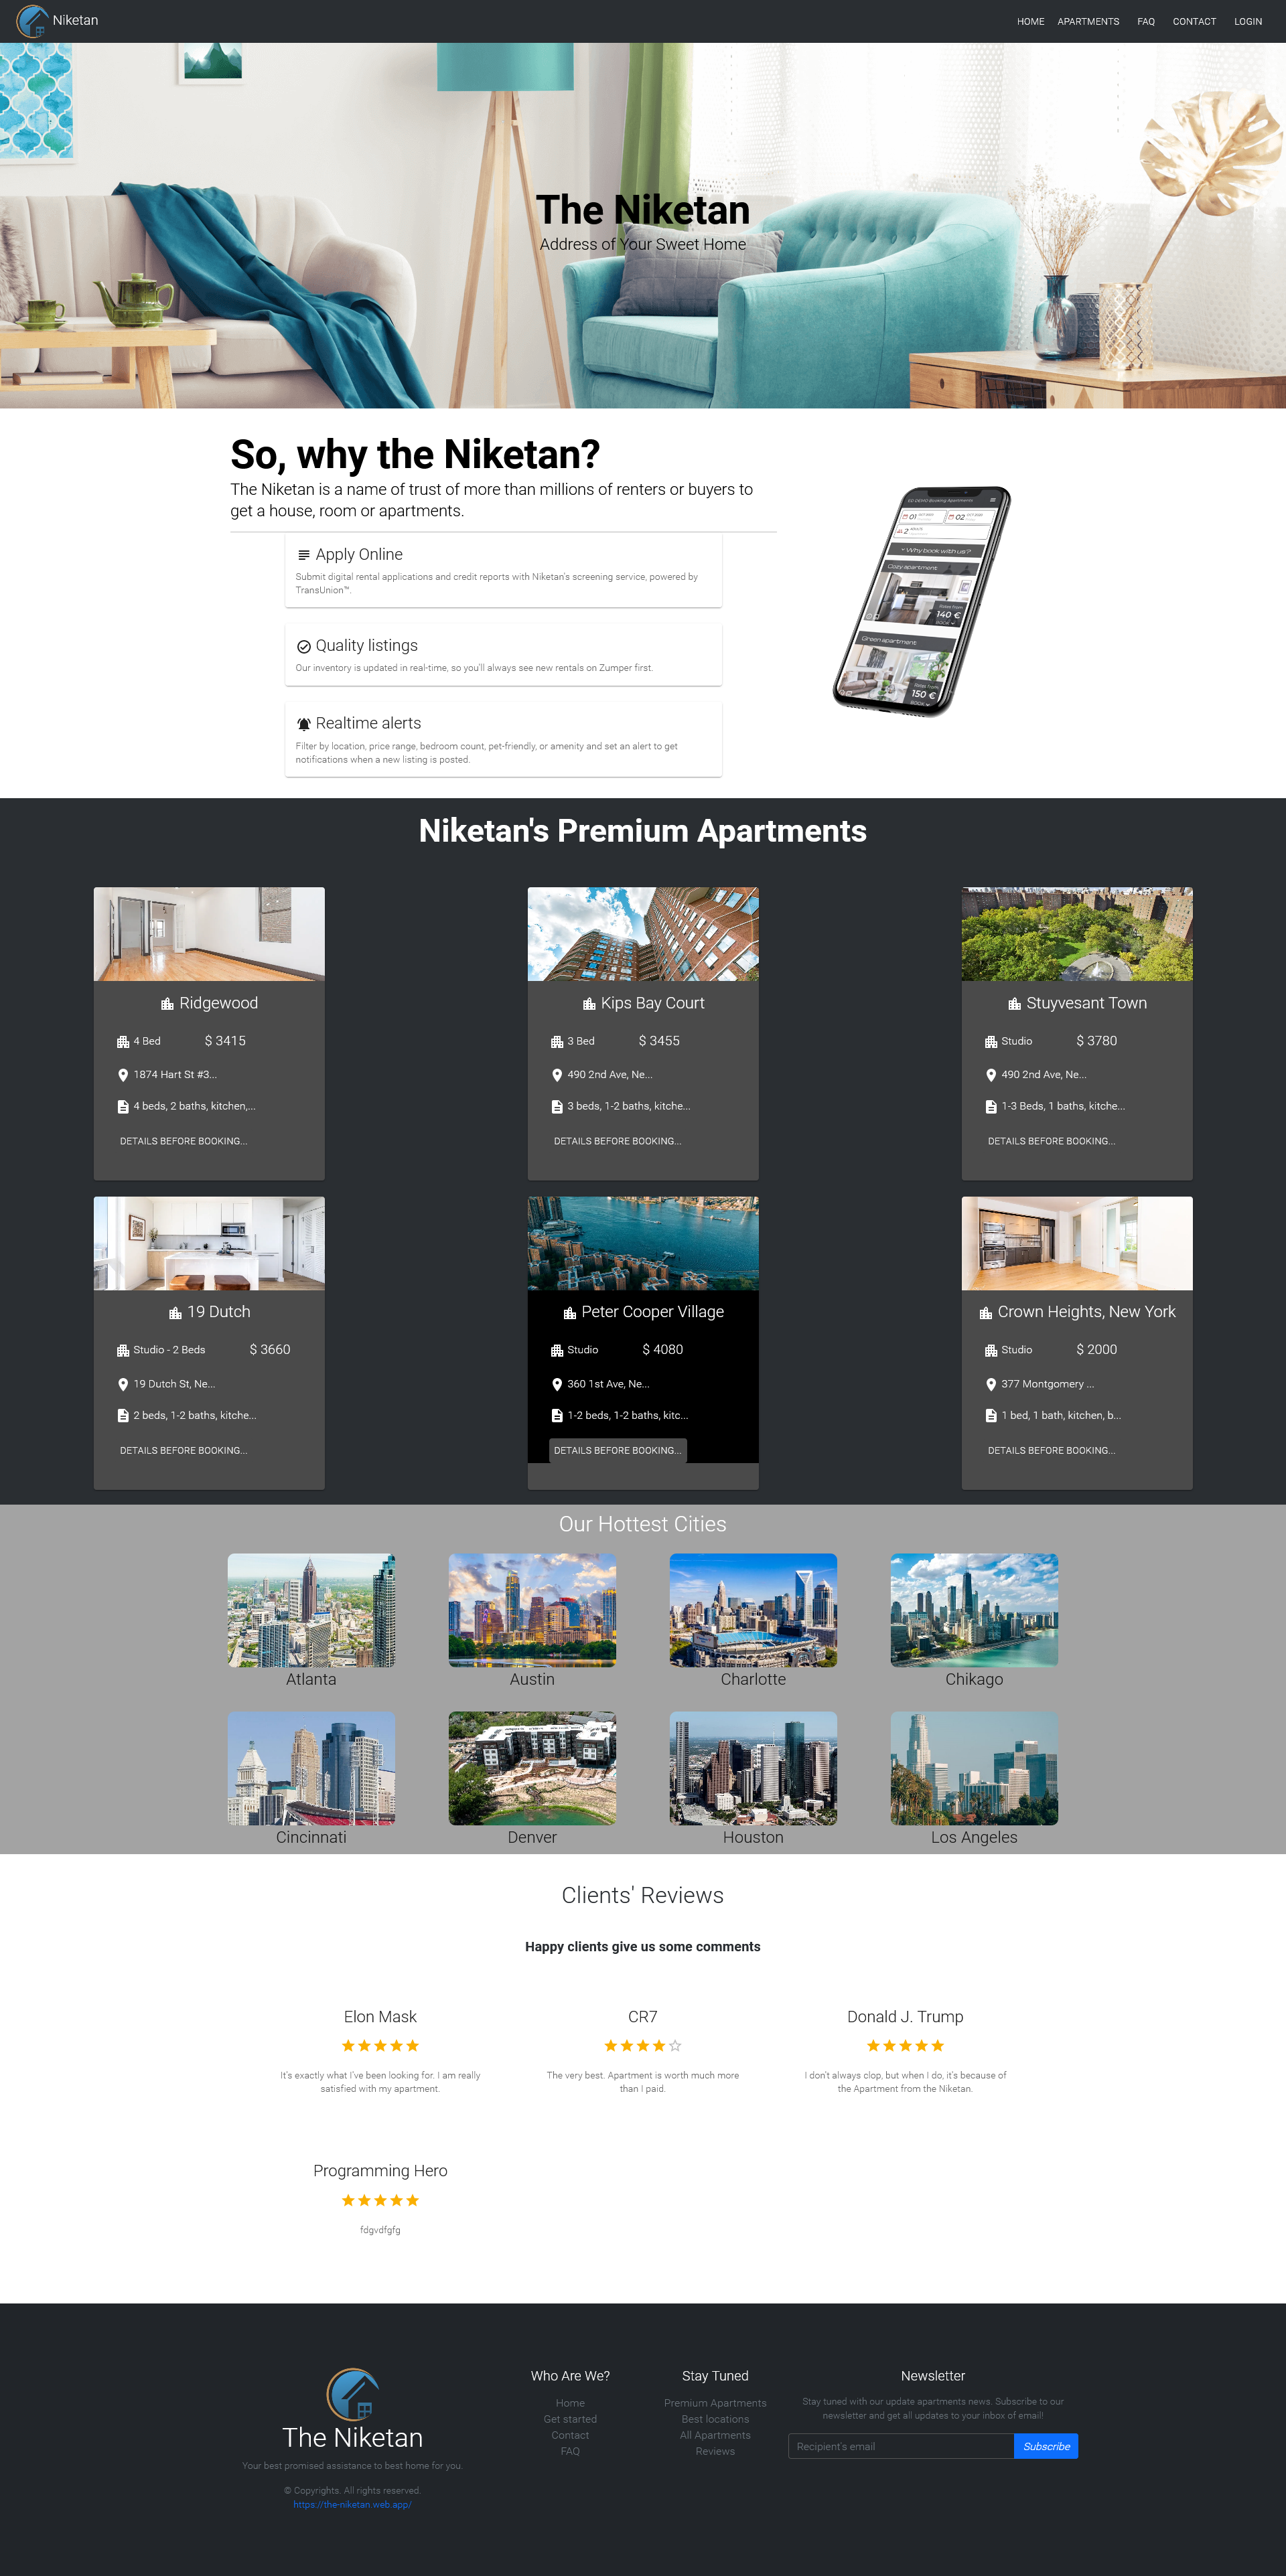 Niketan
HOME
APARTMENTS
FAQ
CONTACT
LOGIN
The Niketan
Address of Your Sweet Home
So, why the Niketan?
The Niketan is a name of trust of more than millions of renters or buyers to
get a house, room or apartments.
Apply Online
Submit digital rental applications and credit reports with Niketan's screening service, powered by
TransUnion™.
Quality listings
Our inventory is updated in real-time, so you'll always see new rentals on Zumper first.
Realtime alerts
Filter by location, price range, bedroom count, pet-friendly, or amenity and set an alert to get
notifications when a new listing is posted.
01
02
2
Why book with us?
Cozy apartment
140 €
BOOK
Green apartment
150 €
BOOK
Niketan's Premium Apartments
Ridgewood
4 Bed
$ 3415
1874 Hart St #3...
4 beds, 2 baths, kitchen,...
DETAILS BEFORE BOOKING...
Kips Bay Court
3 Bed
$ 3455
490 2nd Ave, Ne...
3 beds, 1-2 baths, kitche...
DETAILS BEFORE BOOKING...
Stuyvesant Town
Studio
$ 3780
490 2nd Ave, Ne...
1-3 Beds, 1 baths, kitche...
DETAILS BEFORE BOOKING...
19 Dutch
Studio - 2 Beds
$ 3660
19 Dutch St, Ne...
2 beds, 1-2 baths, kitche...
DETAILS BEFORE BOOKING...
Peter Cooper Village
Studio
$ 4080
360 1st Ave, Ne...
1-2 beds, 1-2 baths, kitc...
DETAILS BEFORE BOOKING...
Crown Heights, New York
Studio
$ 2000
377 Montgomery ...
1 bed, 1 bath, kitchen, b...
DETAILS BEFORE BOOKING...
Our Hottest Cities
Atlanta
Austin
Charlotte
Chikago
Cincinnati
Denver
Houston
Los Angeles
Clients' Reviews
Happy clients give us some comments
Elon Mask
It's exactly what I've been looking for. I am really
satisfied with my apartment.
CR7
The very best. Apartment is worth much more
than I paid.
Donald J. Trump
I don't always clop, but when I do, it's because of
the Apartment from the Niketan.
Programming Hero
fdgvdfgfg
The Niketan
Your best promised assistance to best home for you.
© Copyrights. All rights reserved.
https://the-niketan.web.app/
Who Are We?
Home
Get started
Contact
FAQ
Stay Tuned
Premium Apartments
Best locations
All Apartments
Reviews
Newsletter
Stay tuned with our update apartments news. Subscribe to our
newsletter and get all updates to your inbox of email!
Recipient's email
Subscribe